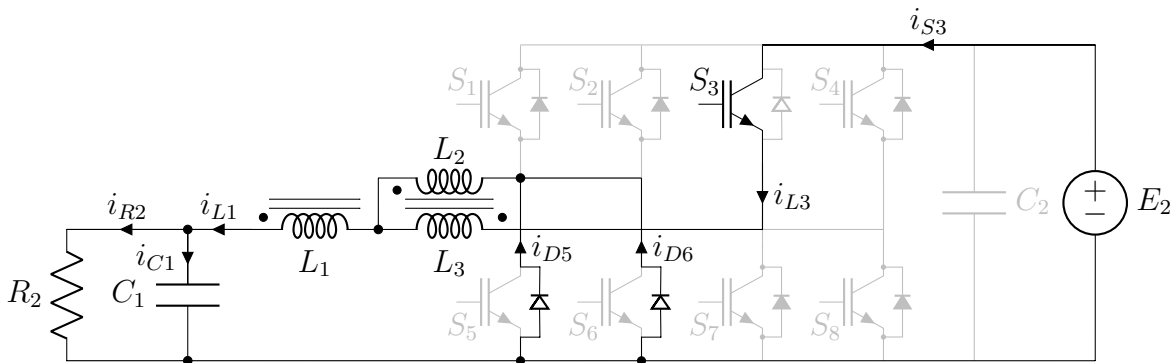 i_{S3}
S_1
S_2
S_3
S_4
L_2
i_{R2}
i_{L1}
i_{L3}
C_2
E_2
i_{C1}
L_1
L_3
i_{D5}
i_{D6}
R_2
C_1
S_5
S_6
S_7
S_8